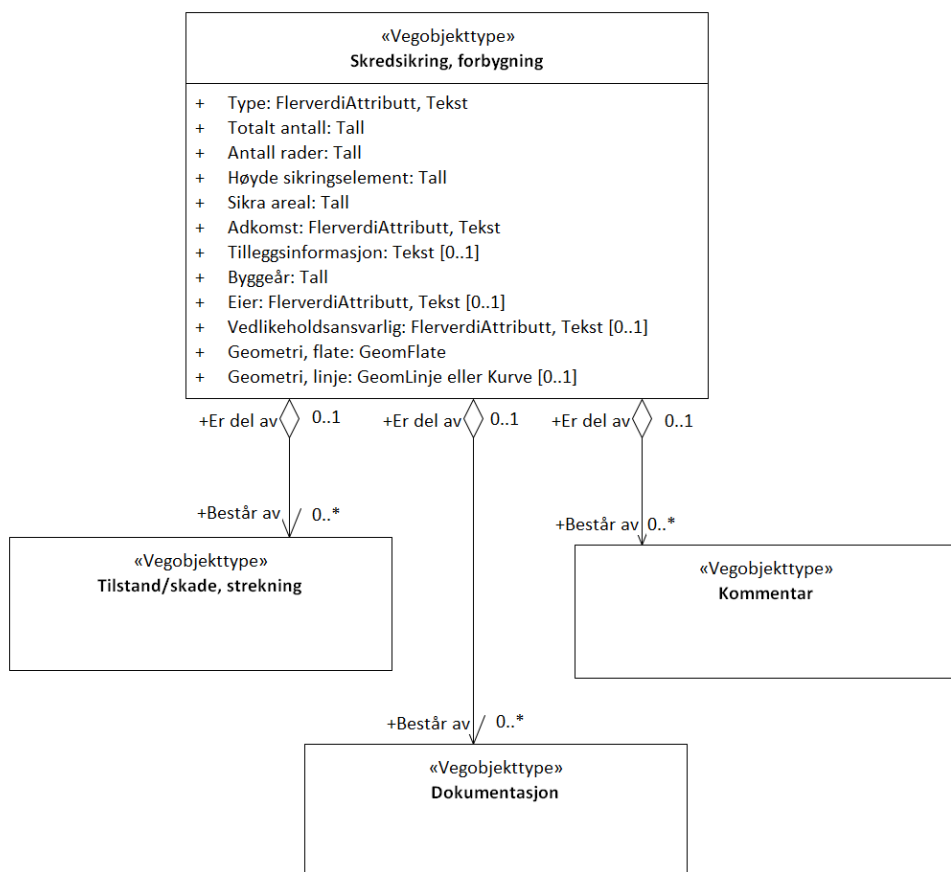 «Vegobjekttype»
Skredsikring, forbygning
+ Type: FlerverdiAttributt, Tekst
+ Totalt antall: Tall
+ Antall rader: Tall
+ Høyde sikringselement: Tall
+ Sikra areal: Tall
+ Adkomst: FlerverdiAttributt, Tekst
+ Tilleggsinformasjon: Tekst [0..1]
+ Byggeår: Tall
+ Eier: FlerverdiAttributt, Tekst [0..1]
+ Vedlikeholdsansvarlig: FlerverdiAttributt, Tekst [0..1]
+ Geometri, flate: GeomFlate
+ Geometri, linje: GeomLinje eller Kurve [0..1]
+Er del av 0..1 +Er del av 0..1 +Er del av 0..1
+Består av 0..*
+Består av 0..*
«Vegobjekttype»
Tilstand/skade, strekning
«Vegobjekttype»
Kommentar
+Består av 0..*
«Vegobjekttype»
Dokumentasjon